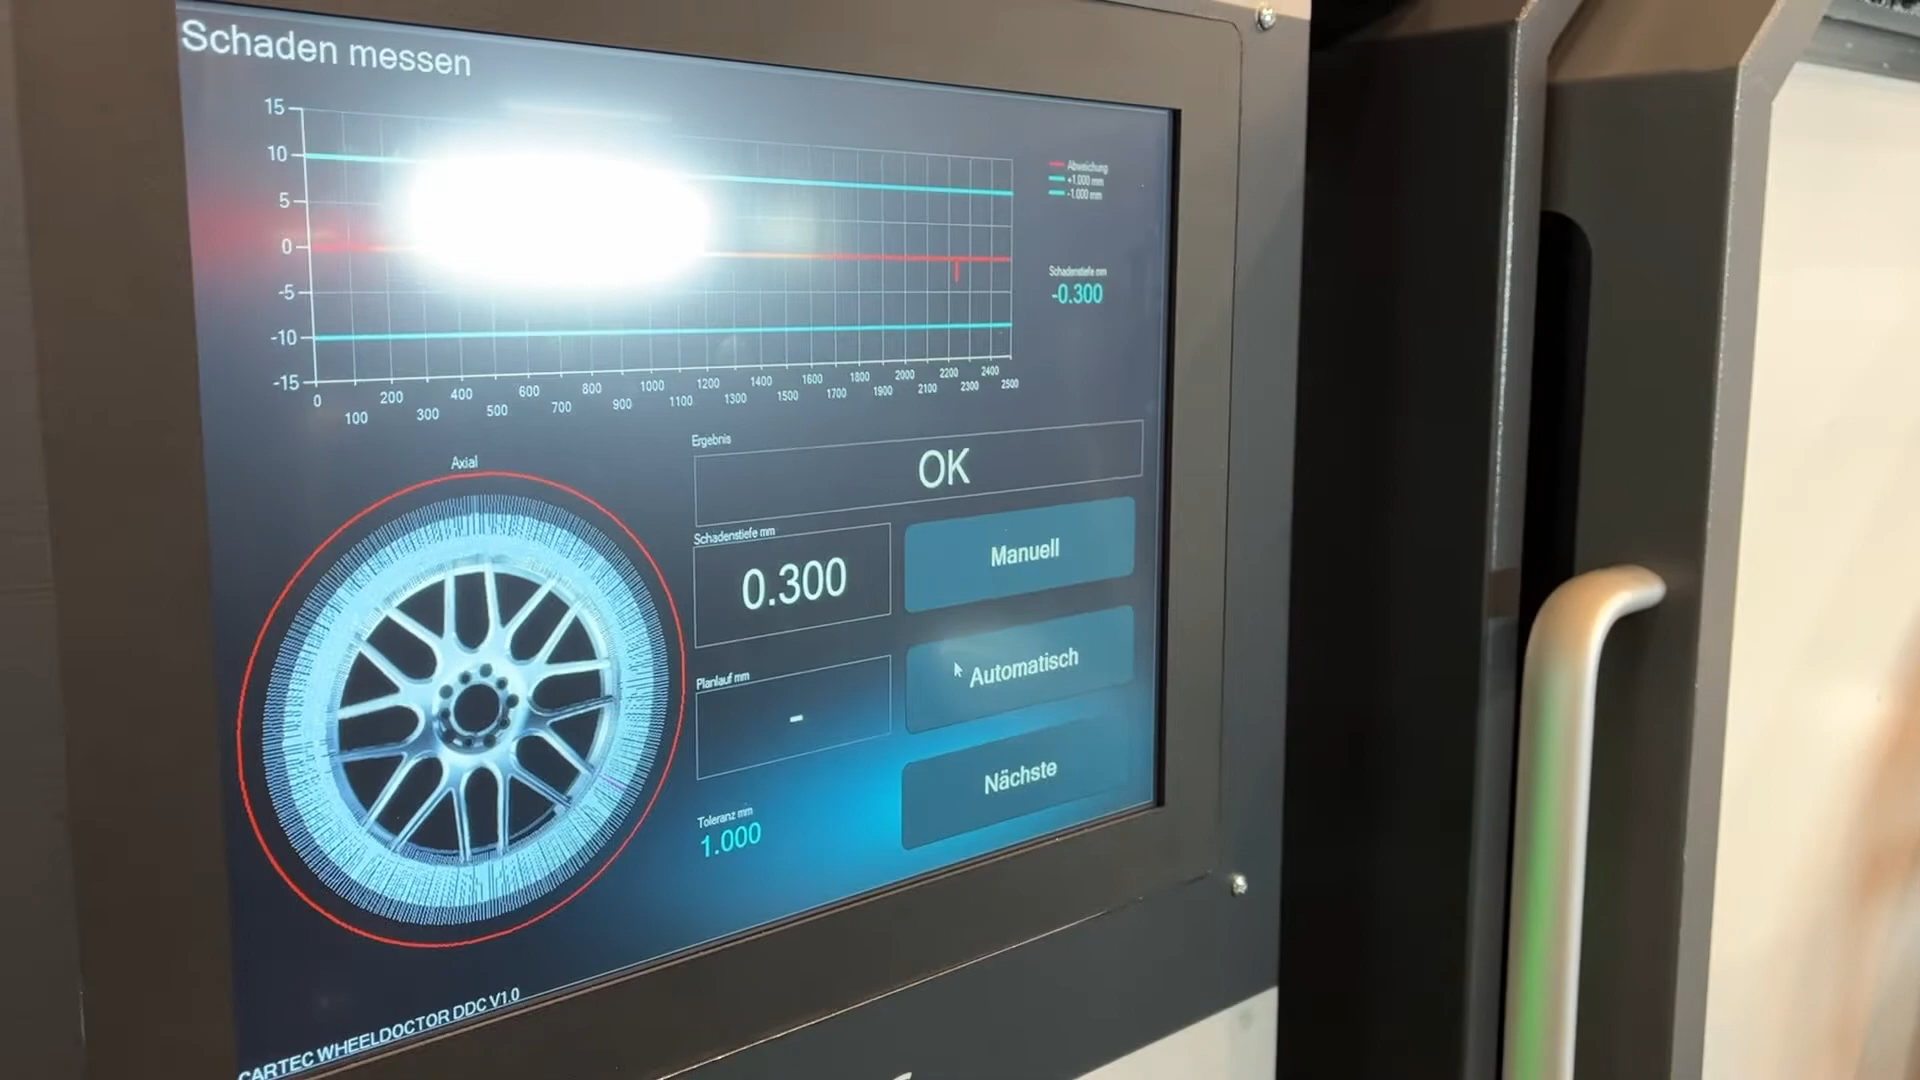 Schaden messen
15
10
5
0
-5
-10
-15
0 200 400 600 800 1000 1200 1400 1600 1800 2000 2200 2400
100 300 500 700 900 1100 1300 1500 1700 1900 2100 2300 2500
Abweichung
+1.000 mm
-1.000 mm
Schadenstiefe mm
-0.300
Axial
Ergebnis
OK
Schadenstiefe mm
0.300
Manuell
Planlauf mm
-
Automatisch
Toleranz mm
1.000
Nächste
CARTEC WHEELDOCTOR DDC V1.0